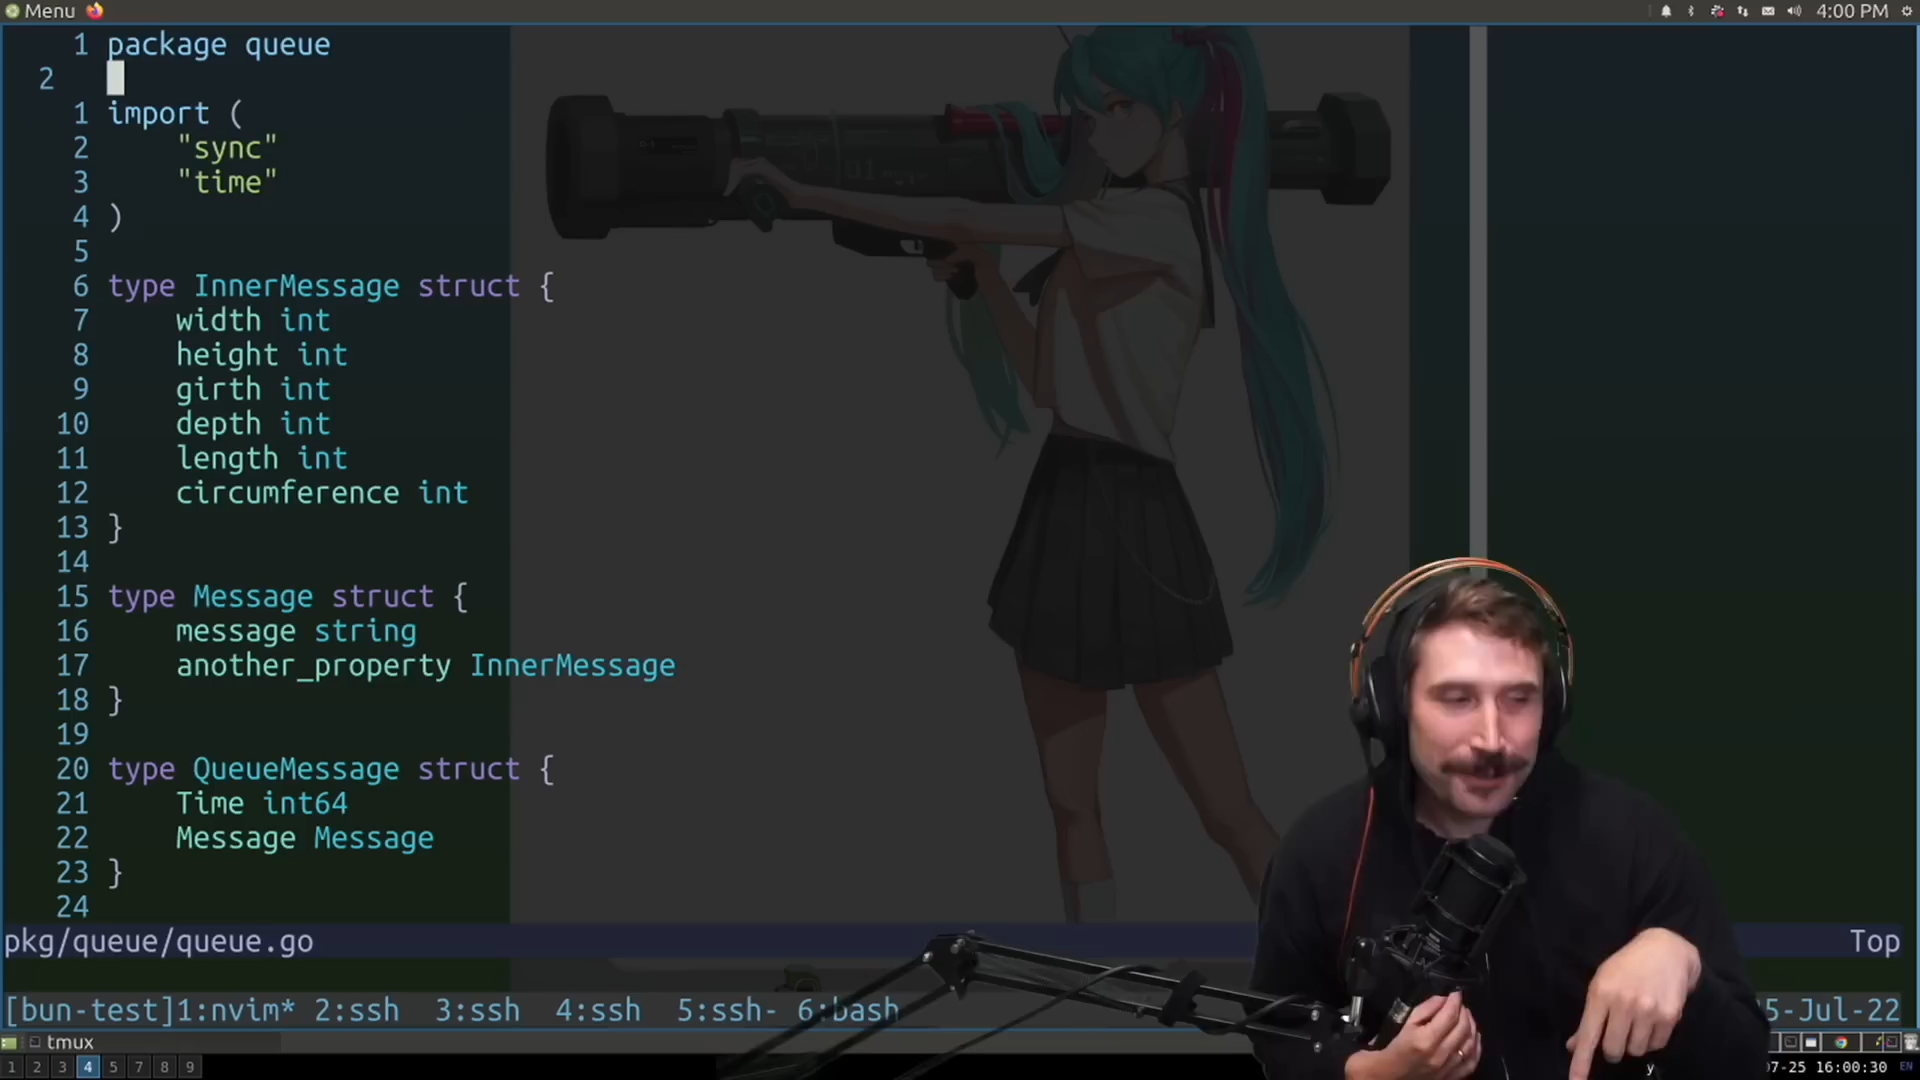 Menu 4:00 PM
1 package queue
2
1 import (
2 "sync"
3 "time"
4 )
5
6 type InnerMessage struct {
7 width int
8 height int
9 girth int
10 depth int
11 length int
12 circumference int
13 }
14
15 type Message struct {
16 message string
17 another_property InnerMessage
18 }
19
20 type QueueMessage struct {
21 Time int64
22 Message Message
23 }
24
pkg/queue/queue.go Top
[bun-test]1:nvim* 2:ssh 3:ssh 4:ssh 5:ssh- 6:bash 5-Jul-22
tmux
1 2 3 4 5 6 7 8 9 y 07-25 16:00:30 EN